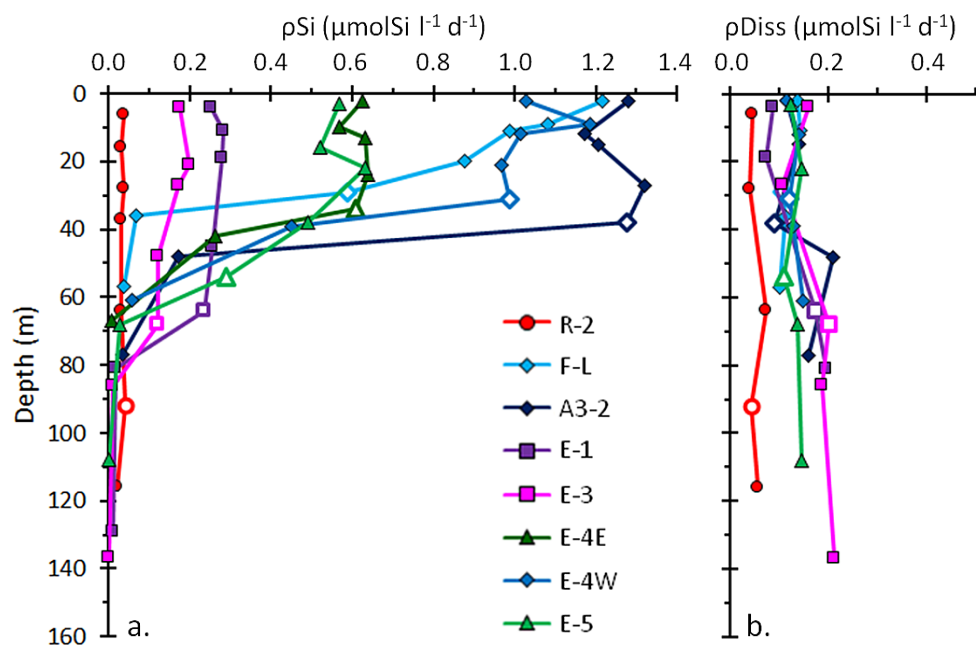 ρSi (µmolSi l⁻¹ d⁻¹)
ρDiss (µmolSi l⁻¹ d⁻¹)
0.0 0.2 0.4 0.6 0.8 1.0 1.2 1.4
0.0 0.2 0.4
Depth (m)
0
20
40
60
80
100
120
140
160
R-2
F-L
A3-2
E-1
E-3
E-4E
E-4W
E-5
a.
b.